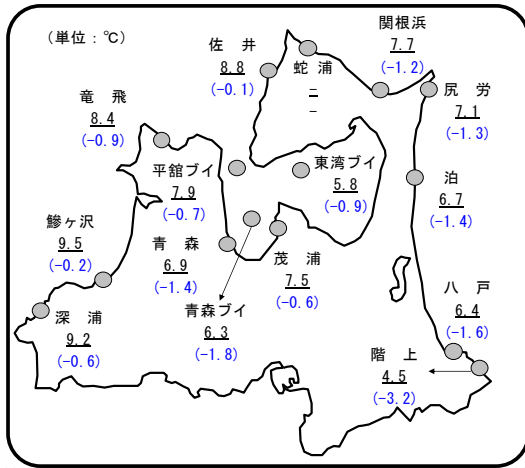 (単位：℃)
関根浜
7.7
(-1.2)
佐　井
8.8
(-0.1)
蛇　浦
－
－
尻　労
7.1
(-1.3)
竜　飛
8.4
(-0.9)
平舘ブイ
7.9
(-0.7)
東湾ブイ
5.8
(-0.9)
泊
6.7
(-1.4)
鰺ヶ沢
9.5
(-0.2)
青　森
6.9
(-1.4)
茂　浦
7.5
(-0.6)
八　戸
6.4
(-1.6)
深　浦
9.2
(-0.6)
青森ブイ
6.3
(-1.8)
階　上
4.5
(-3.2)